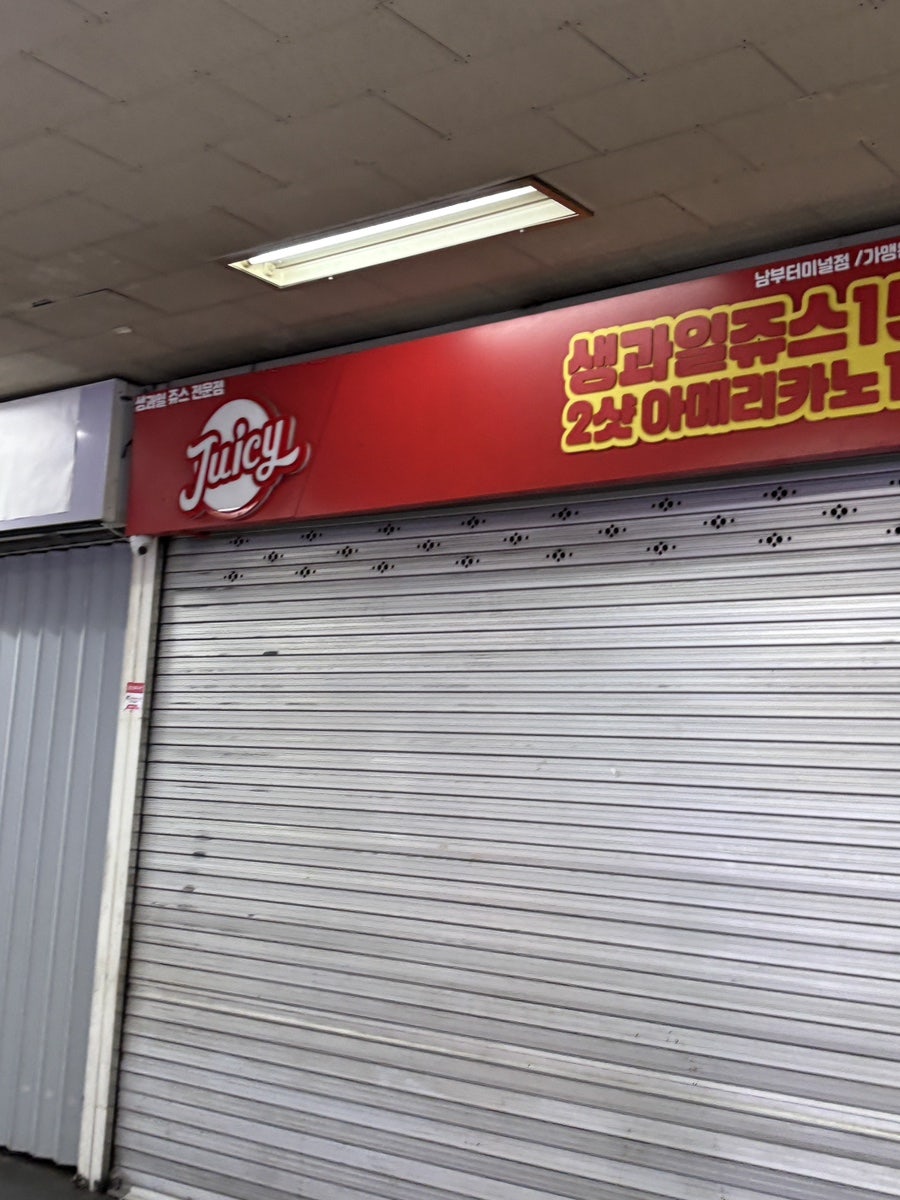 남부터미널점 /가맹
생과일 쥬스 전문점
Juicy
생과일쥬스1
2샷 아메리카노